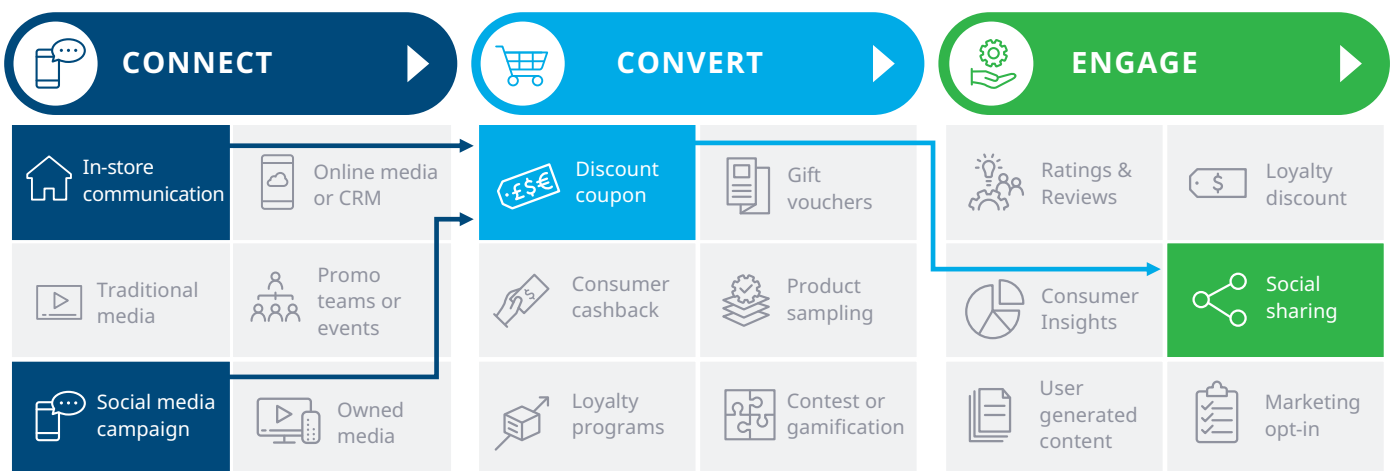 CONNECT
CONVERT
ENGAGE
In-store
communication
Online media
or CRM
Traditional
media
Promo
teams or
events
Social media
campaign
Owned
media
£$€
Discount
coupon
Gift
vouchers
$
Consumer
cashback
Product
sampling
Loyalty
programs
Contest or
gamification
Ratings &
Reviews
$
Loyalty
discount
Consumer
Insights
Social
sharing
User
generated
content
Marketing
opt-in